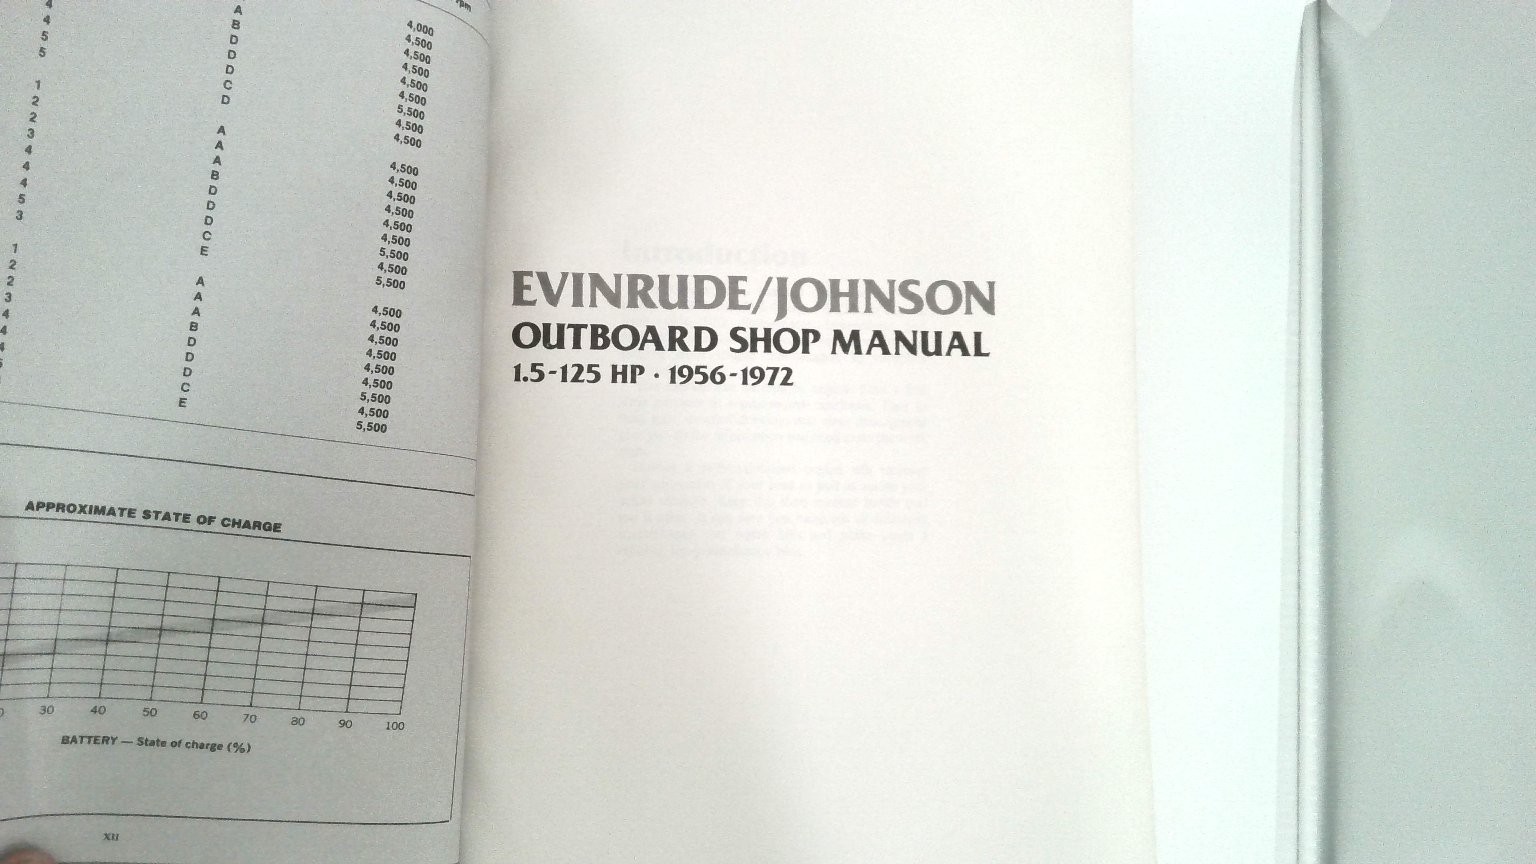 rpm
4 A 4,000
4 B 4,500
5 D 4,500
5 D 4,500
D 4,500
1 C 4,500
2 D 5,500
2 4,500
3 A 4,500
4 A
4 A 4,500
4 B 4,500
5 D 4,500
3 D 4,500
D 4,500
1 C 4,500
2 E 5,500
2 4,500
3 A 5,500
4 A
4 A 4,500
4 B 4,500
D 4,500
D 4,500
D 4,500
C 4,500
E 5,500
4,500
5,500
APPROXIMATE STATE OF CHARGE
30 40 50 60 70 80 90 100
BATTERY — State of charge (%)
XII
Introduction
EVINRUDE/JOHNSON
OUTBOARD SHOP MANUAL
1.5-125 HP · 1956-1972